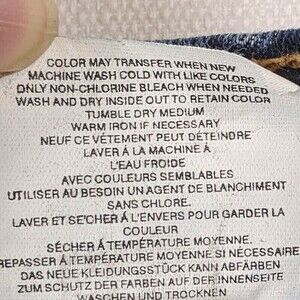 COLOR MAY TRANSFER WHEN NEW
MACHINE WASH COLD WITH LIKE COLORS
ONLY NON-CHLORINE BLEACH WHEN NEEDED
WASH AND DRY INSIDE OUT TO RETAIN COLOR
TUMBLE DRY MEDIUM
WARM IRON IF NECESSARY
NEUF CE VÉTEMENT PEUT DÉTEINDRE
LAVER À LA MACHINE À
L'EAU FROIDE
AVEC COULEURS SEMBLABLES
UTILISER AU BESOIN UN AGENT DE BLANCHIMENT
SANS CHLORE.
LAVER ET SE'CHER À L'ENVERS POUR GARDER LA
COULEUR
SÉCHER À TEMPÉRATURE MOYENNE.
REPASSER À TEMPÉRATURE MOYENNE.SI NÉCESSAIRE
DAS NEUE KLEIDUNGSSTÜCK KANN ABFÄRBEN
ZUM SCHUTZ DER FARBEN AUF DER INNENSEITE
WASCHEN UND TROCKNEN